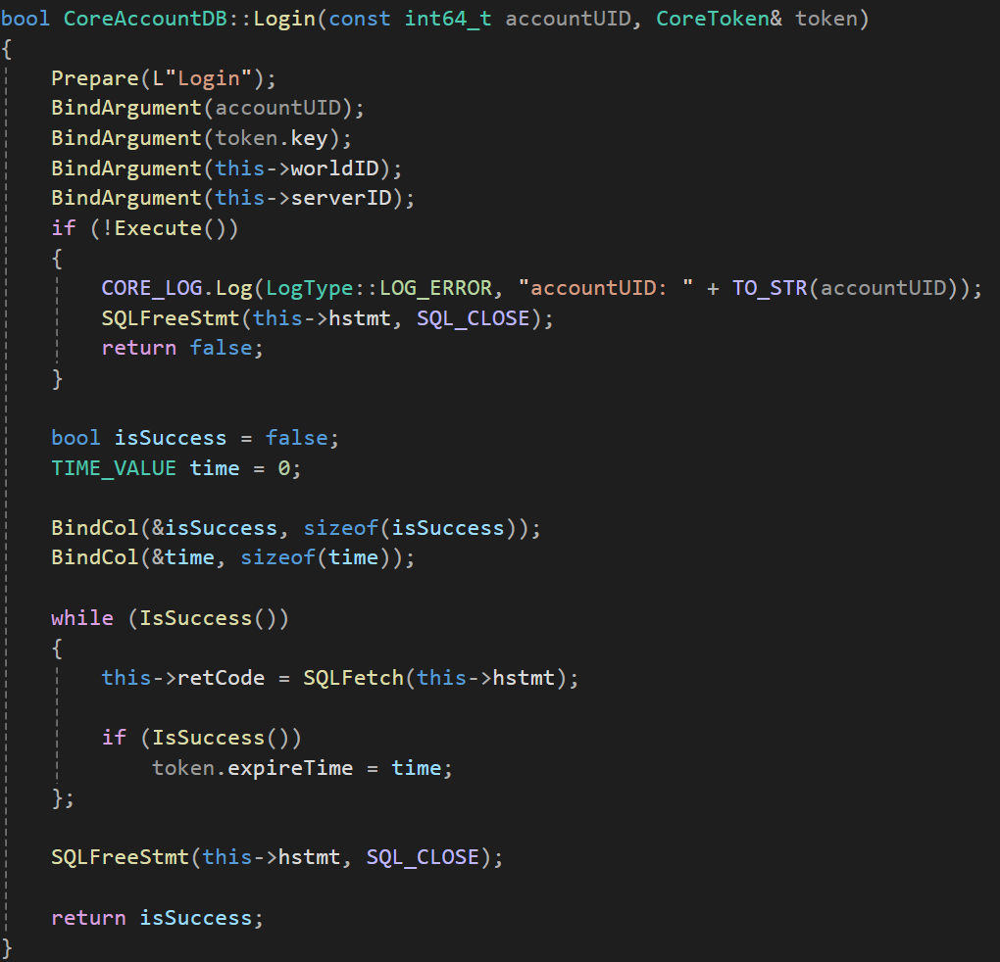 bool CoreAccountDB::Login(const int64_t accountUID, CoreToken& token)
{
    Prepare(L"Login");
    BindArgument(accountUID);
    BindArgument(token.key);
    BindArgument(this->worldID);
    BindArgument(this->serverID);
    if (!Execute())
    {
        CORE_LOG.Log(LogType::LOG_ERROR, "accountUID: " + TO_STR(accountUID));
        SQLFreeStmt(this->hstmt, SQL_CLOSE);
        return false;
    }

    bool isSuccess = false;
    TIME_VALUE time = 0;

    BindCol(&isSuccess, sizeof(isSuccess));
    BindCol(&time, sizeof(time));

    while (IsSuccess())
    {
        this->retCode = SQLFetch(this->hstmt);

        if (IsSuccess())
            token.expireTime = time;
    };

    SQLFreeStmt(this->hstmt, SQL_CLOSE);

    return isSuccess;
}